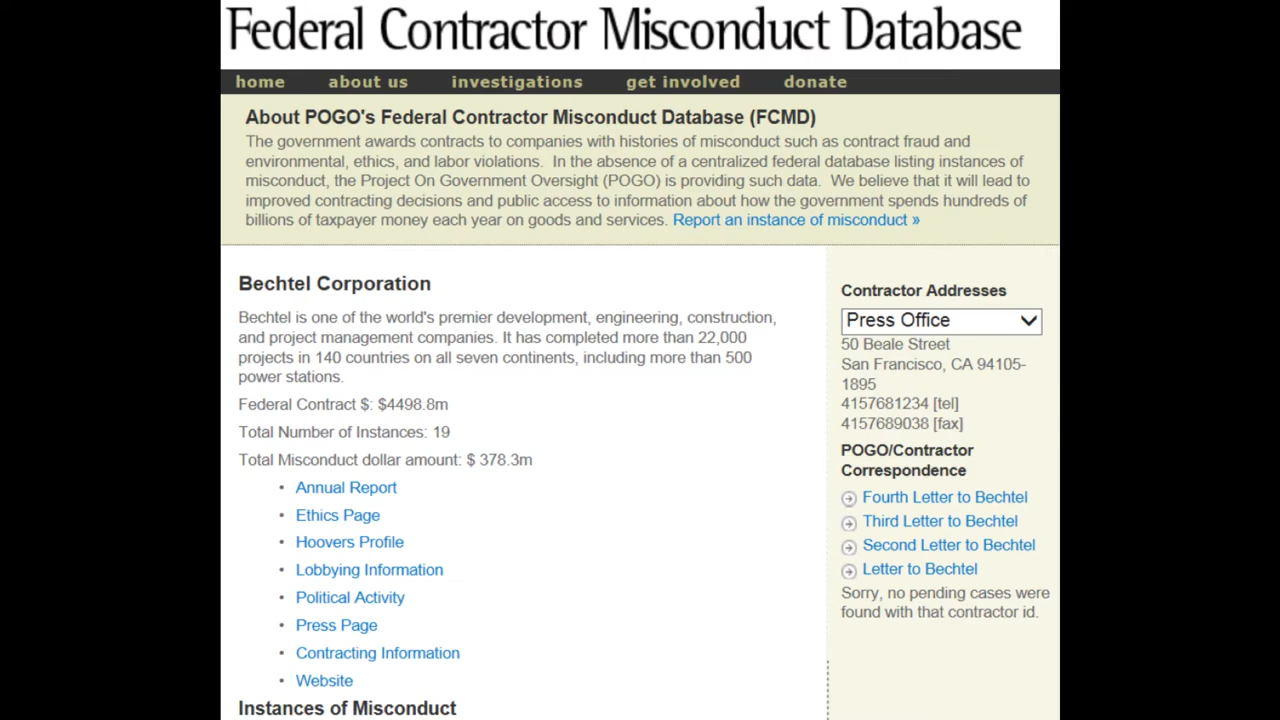 Federal Contractor Misconduct Database
home about us investigations get involved donate
About POGO's Federal Contractor Misconduct Database (FCMD)
The government awards contracts to companies with histories of misconduct such as contract fraud and
environmental, ethics, and labor violations.  In the absence of a centralized federal database listing instances of
misconduct, the Project On Government Oversight (POGO) is providing such data.  We believe that it will lead to
improved contracting decisions and public access to information about how the government spends hundreds of
billions of taxpayer money each year on goods and services. Report an instance of misconduct »
Bechtel Corporation
Bechtel is one of the world's premier development, engineering, construction,
and project management companies. It has completed more than 22,000
projects in 140 countries on all seven continents, including more than 500
power stations.
Federal Contract $: $4498.8m
Total Number of Instances: 19
Total Misconduct dollar amount: $ 378.3m
• Annual Report
• Ethics Page
• Hoovers Profile
• Lobbying Information
• Political Activity
• Press Page
• Contracting Information
• Website
Instances of Misconduct
Contractor Addresses
Press Office
50 Beale Street
San Francisco, CA 94105-
1895
4157681234 [tel]
4157689038 [fax]
POGO/Contractor
Correspondence
Fourth Letter to Bechtel
Third Letter to Bechtel
Second Letter to Bechtel
Letter to Bechtel
Sorry, no pending cases were
found with that contractor id.